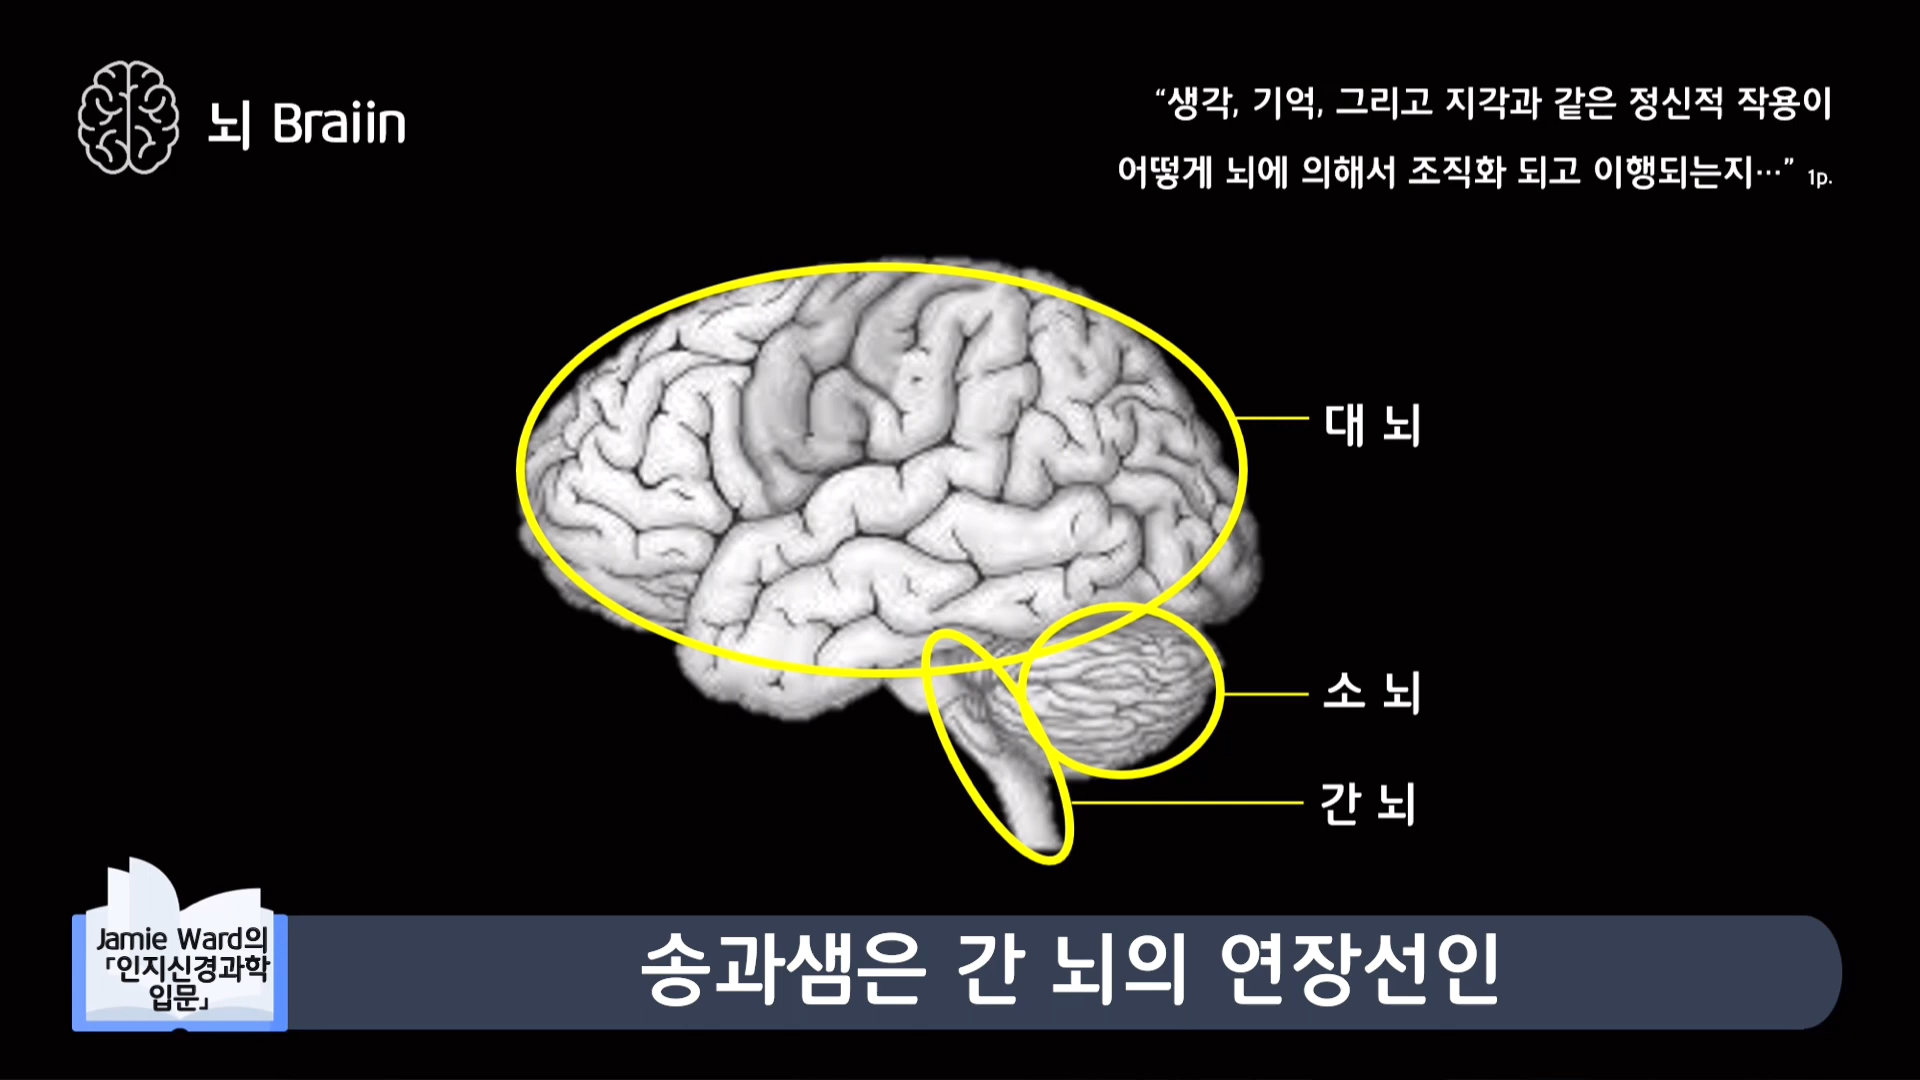 뇌 Braiin
“생각, 기억, 그리고 지각과 같은 정신적 작용이
어떻게 뇌에 의해서 조직화 되고 이행되는지…” 1p.
대 뇌
소 뇌
간 뇌
Jamie Ward의
「인지신경과학
입문」
송과샘은 간 뇌의 연장선인